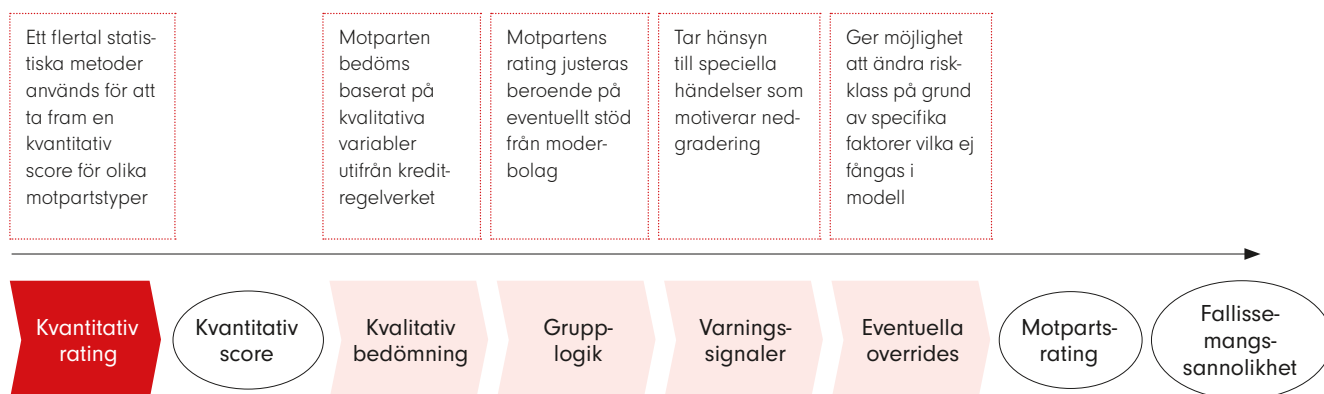 Ett flertal statis-
tiska metoder
används för att
ta fram en
kvantitativ
score för olika
motpartstyper
Motparten
bedöms
baserat på
kvalitativa
variabler
utifrån kredit-
regelverket
Motpartens
rating justeras
beroende på
eventuellt stöd
från moder-
bolag
Tar hänsyn
till speciella
händelser som
motiverar ned-
gradering
Ger möjlighet
att ändra risk-
klass på grund
av specifika
faktorer vilka ej
fångas i
modell
Kvantitativ
rating
Kvantitativ
score
Kvalitativ
bedömning
Grupp-
logik
Varnings-
signaler
Eventuella
overrides
Motparts-
rating
Fallisse-
mangs-
sannolikhet